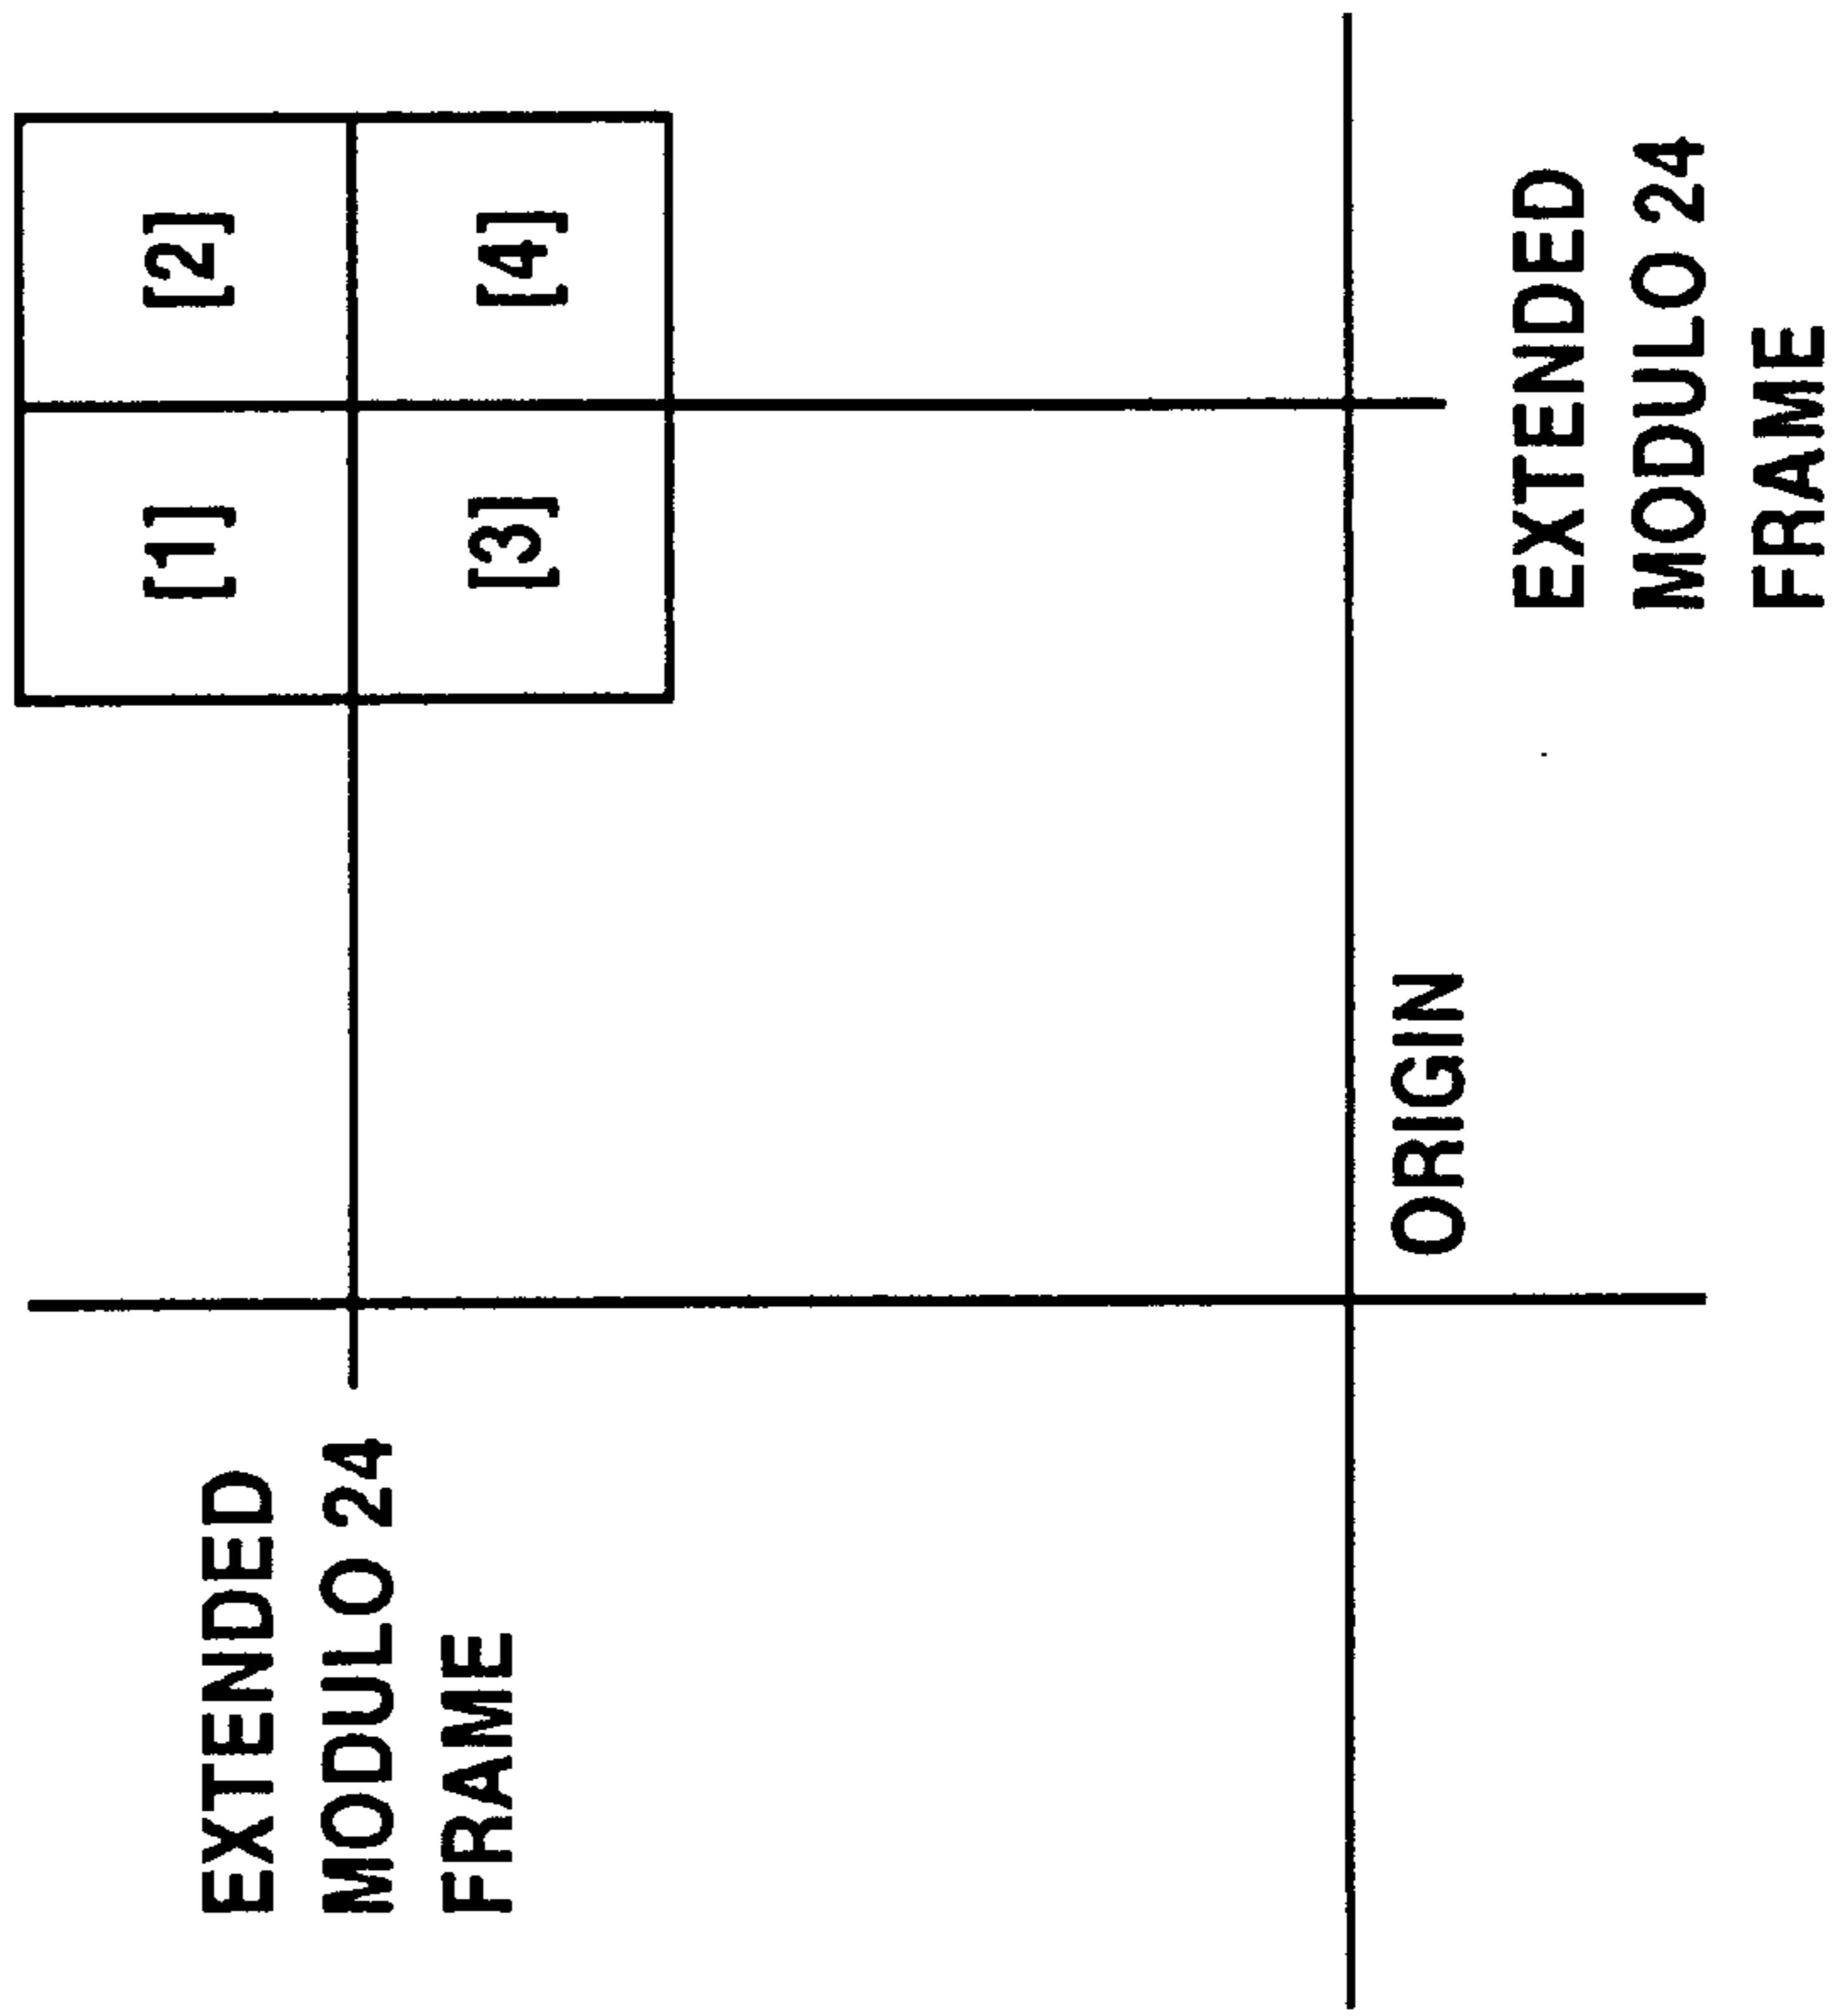 [1] [2]
EXTENDED
MODULO 24
FRAME
[3] [4]
ORIGIN
EXTENDED
MODULO 24
FRAME